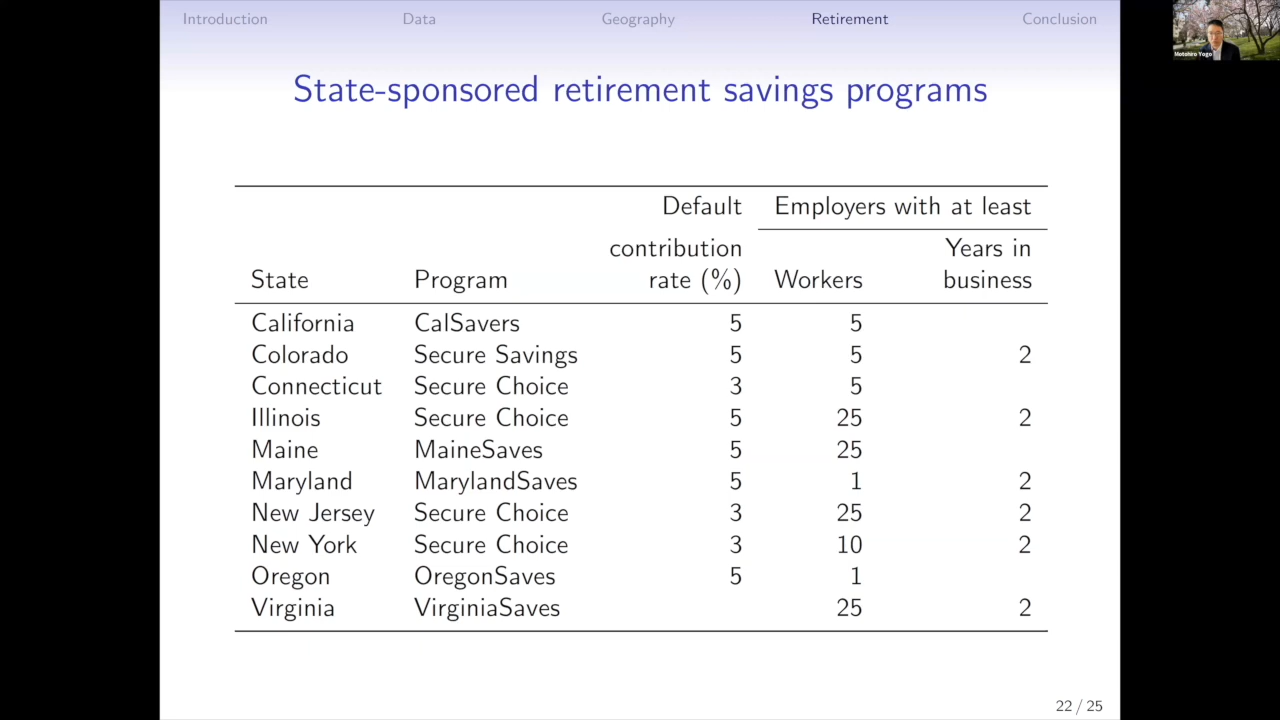 Introduction Data Geography Retirement Conclusion
Motohiro Yogo
State-sponsored retirement savings programs
Default Employers with at least
contribution Years in
State Program rate (%) Workers business
California CalSavers 5 5
Colorado Secure Savings 5 5 2
Connecticut Secure Choice 3 5
Illinois Secure Choice 5 25 2
Maine MaineSaves 5 25
Maryland MarylandSaves 5 1 2
New Jersey Secure Choice 3 25 2
New York Secure Choice 3 10 2
Oregon OregonSaves 5 1
Virginia VirginiaSaves 25 2
22 / 25